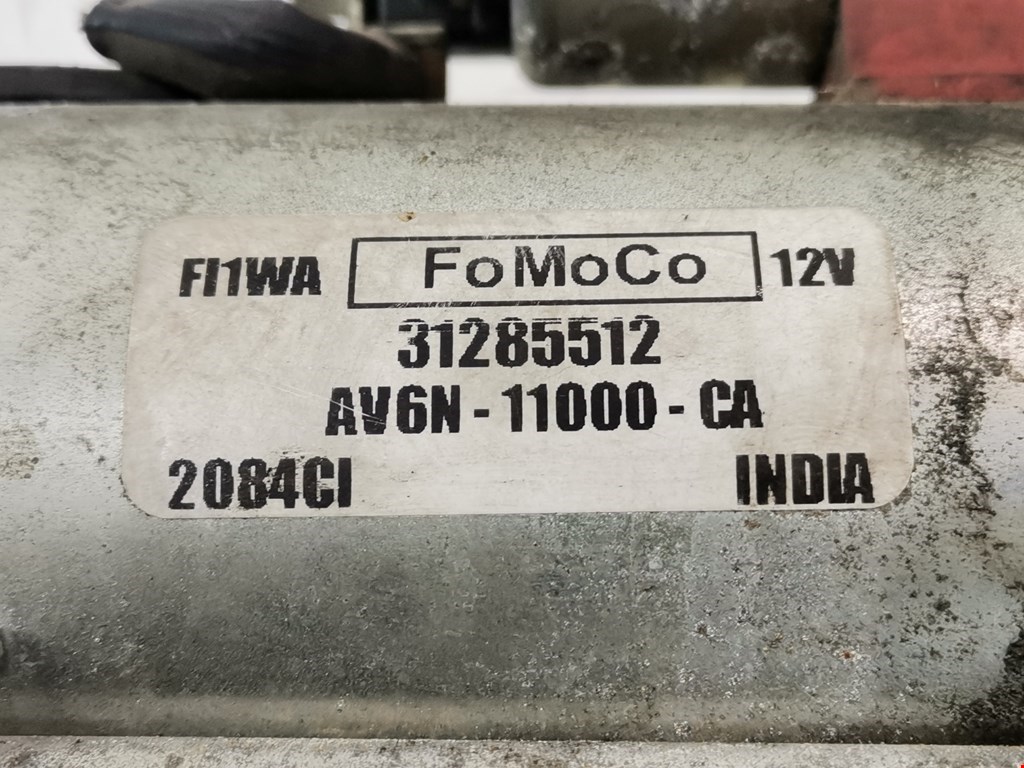 FI1WA FoMoCo 12V
31285512
AV6N - 11000 - CA
2084CI INDIA